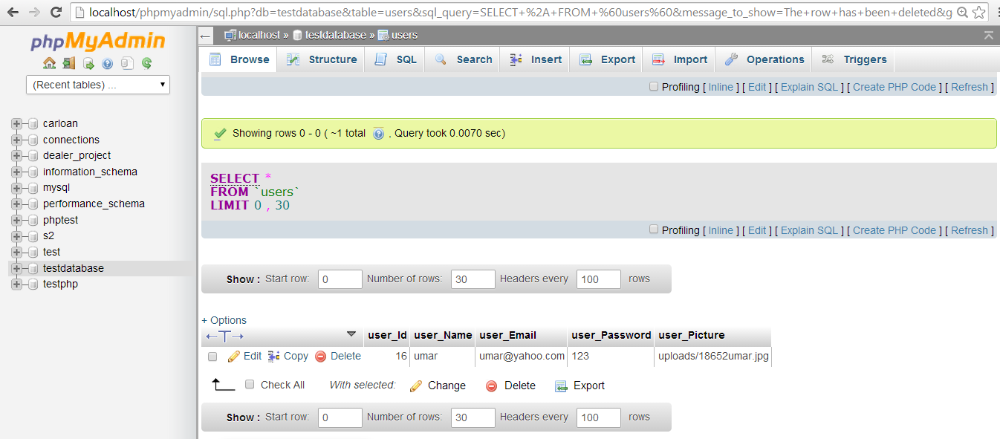 localhost/phpmyadmin/sql.php?db=testdatabase&table=users&sql_query=SELECT+%2A+FROM+%60users%60&message_to_show=The+row+has+been+deleted&g
phpMyAdmin
(Recent tables) ...
carloan
connections
dealer_project
information_schema
mysql
performance_schema
phptest
s2
test
testdatabase
testphp
localhost » testdatabase » users
Browse Structure SQL Search Insert Export Import Operations Triggers
Profiling [ Inline ] [ Edit ] [ Explain SQL ] [ Create PHP Code ] [ Refresh ]
Showing rows 0 - 0 ( ~1 total , Query took 0.0070 sec)
SELECT *
FROM `users`
LIMIT 0 , 30
Profiling [ Inline ] [ Edit ] [ Explain SQL ] [ Create PHP Code ] [ Refresh ]
Show : Start row: 0 Number of rows: 30 Headers every 100 rows
+ Options
←T→ user_Id user_Name user_Email user_Password user_Picture
Edit Copy Delete 16 umar umar@yahoo.com 123 uploads/18652umar.jpg
Check All With selected: Change Delete Export
Show : Start row: 0 Number of rows: 30 Headers every 100 rows